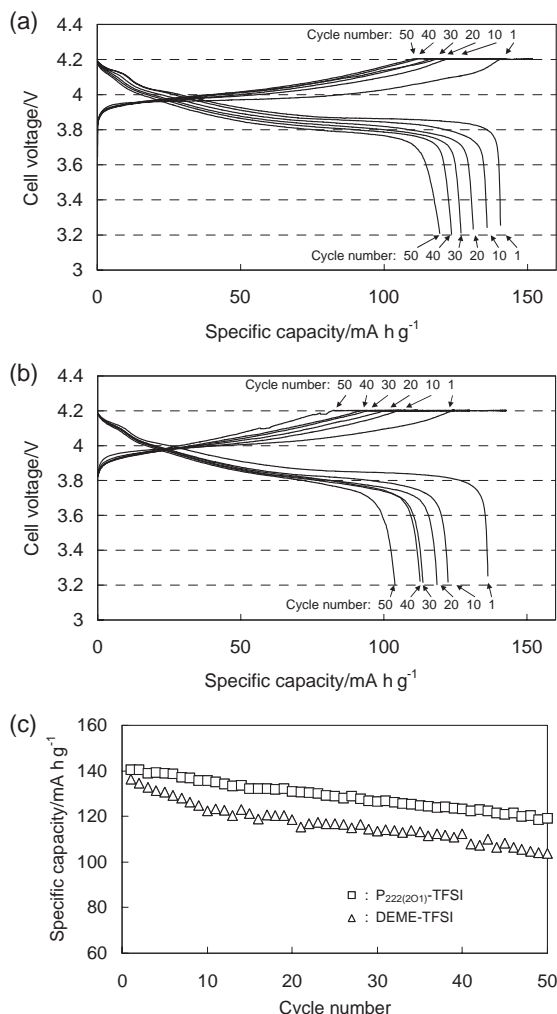 (a)
4.4
4.2
4
3.8
3.6
3.4
3.2
3
Cell voltage/V
Cycle number: 50 40 30 20 10 1
Cycle number:
50 40 30 20 10 1
0 50 100 150
Specific capacity/mA h g-1
(b)
4.4
4.2
4
3.8
3.6
3.4
3.2
3
Cell voltage/V
Cycle number: 50 40 30 20 10 1
Cycle number: 50 40 30 20 10 1
0 50 100 150
Specific capacity/mA h g-1
(c)
160
140
120
100
80
60
Specific capacity/mA h g-1
□ : P222(2O1)-TFSI
△ : DEME-TFSI
0 10 20 30 40 50
Cycle number